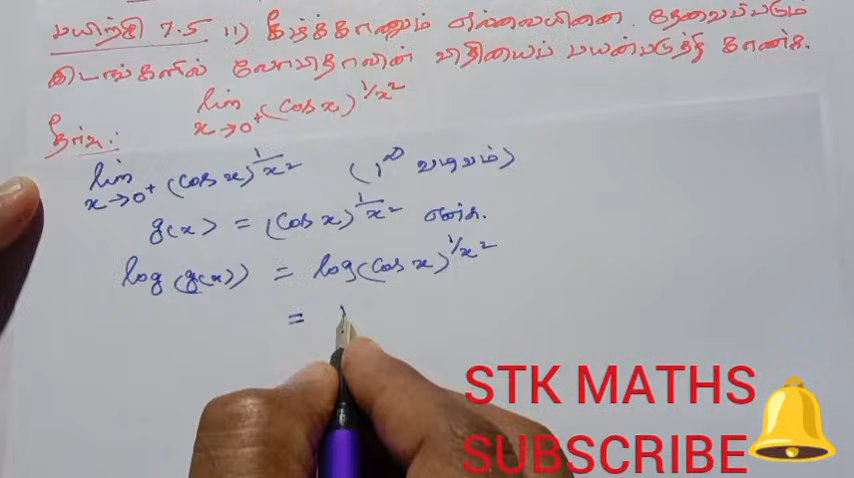 பயிற்சி 7.5 11) கீழ்க்காணும் எல்லையினை தேவைப்படும்
இடங்களில் லோபிதாலின் விதியைப் பயன்படுத்தி காண்க.
lim x→0⁺ (cos x)^1/x²
தீர்வு:
lim x→0⁺ (cos x)^1/x² (1^∞ வடிவம்)
g(x) = (cos x)^1/x² என்க.
log(g(x)) = log(cos x)^1/x²
=
STK MATHS
SUBSCRIBE